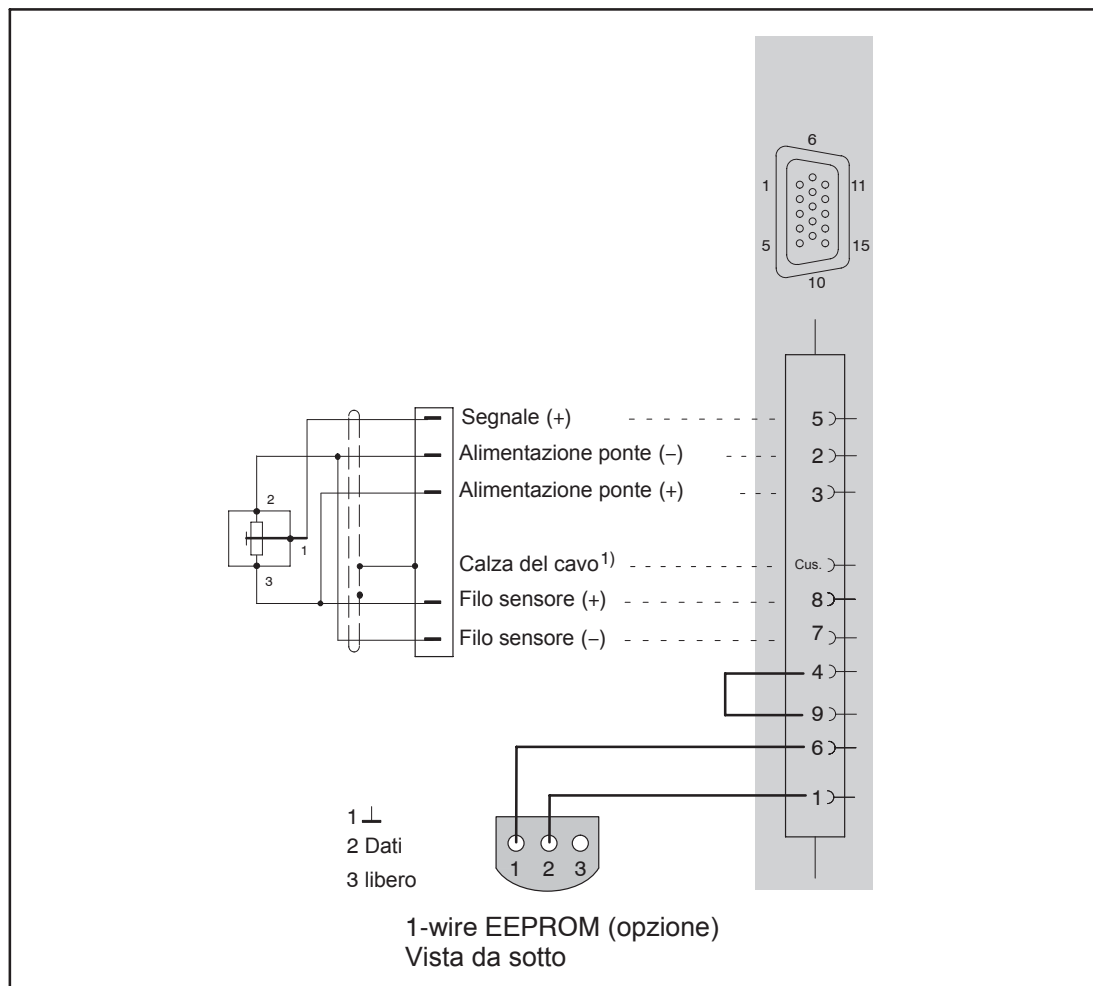 6
1
11
5
15
10
Segnale (+)
5
Alimentazione ponte (−)
2
Alimentazione ponte (+)
3
2
1
3
Calza del cavo1)
Cus.
Filo sensore (+)
8
Filo sensore (−)
7
4
9
6
1
1
2 Dati
3 libero
1 2 3
1-wire EEPROM (opzione)
Vista da sotto